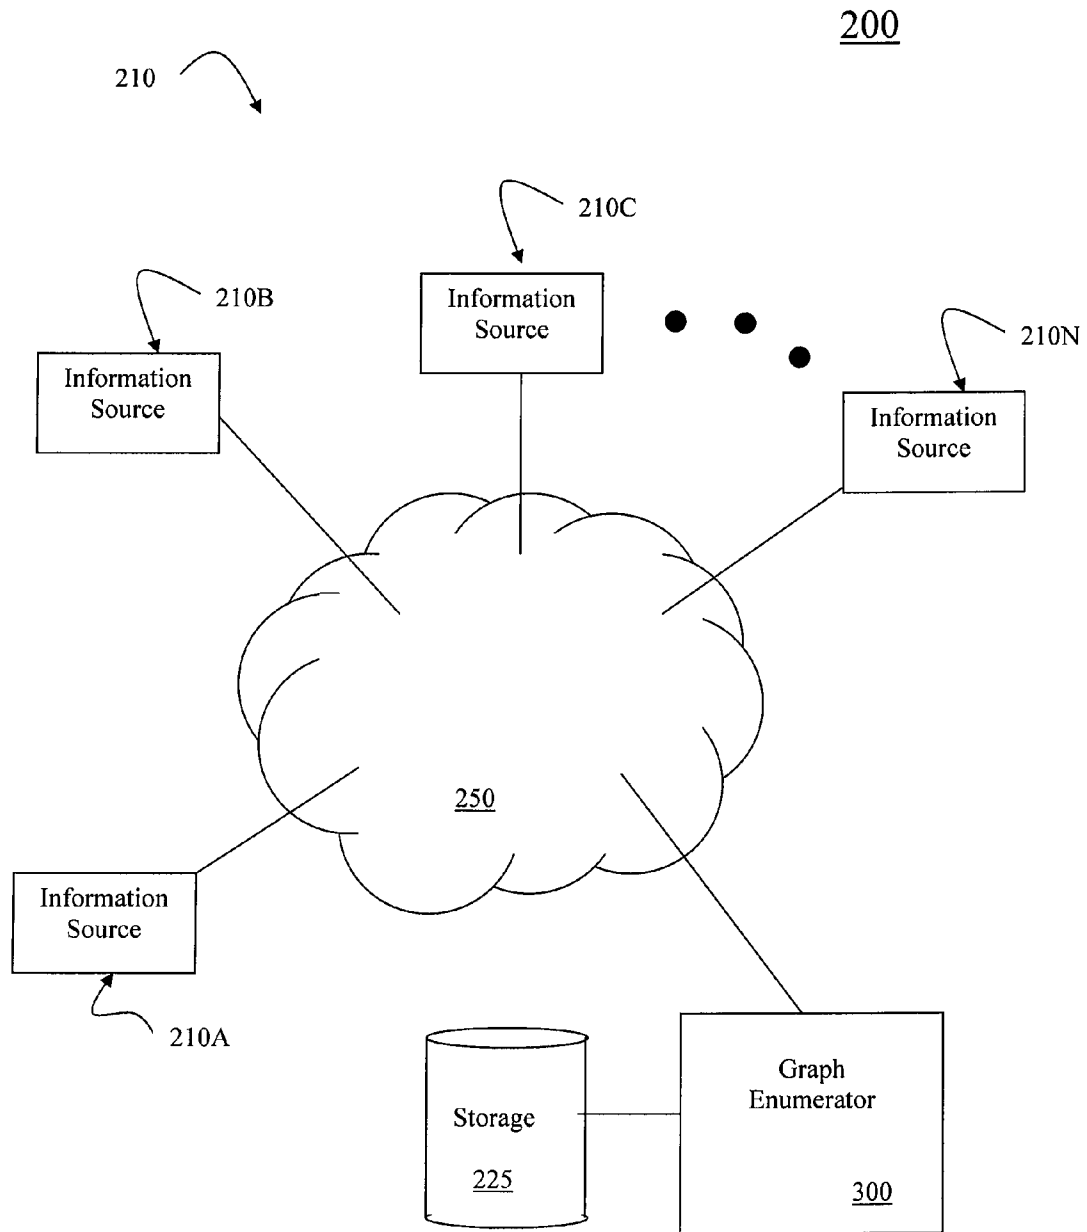 200
210
210C
Information
Source
210B
Information
Source
210N
Information
Source
250
Information
Source
210A
Storage
225
Graph
Enumerator
300